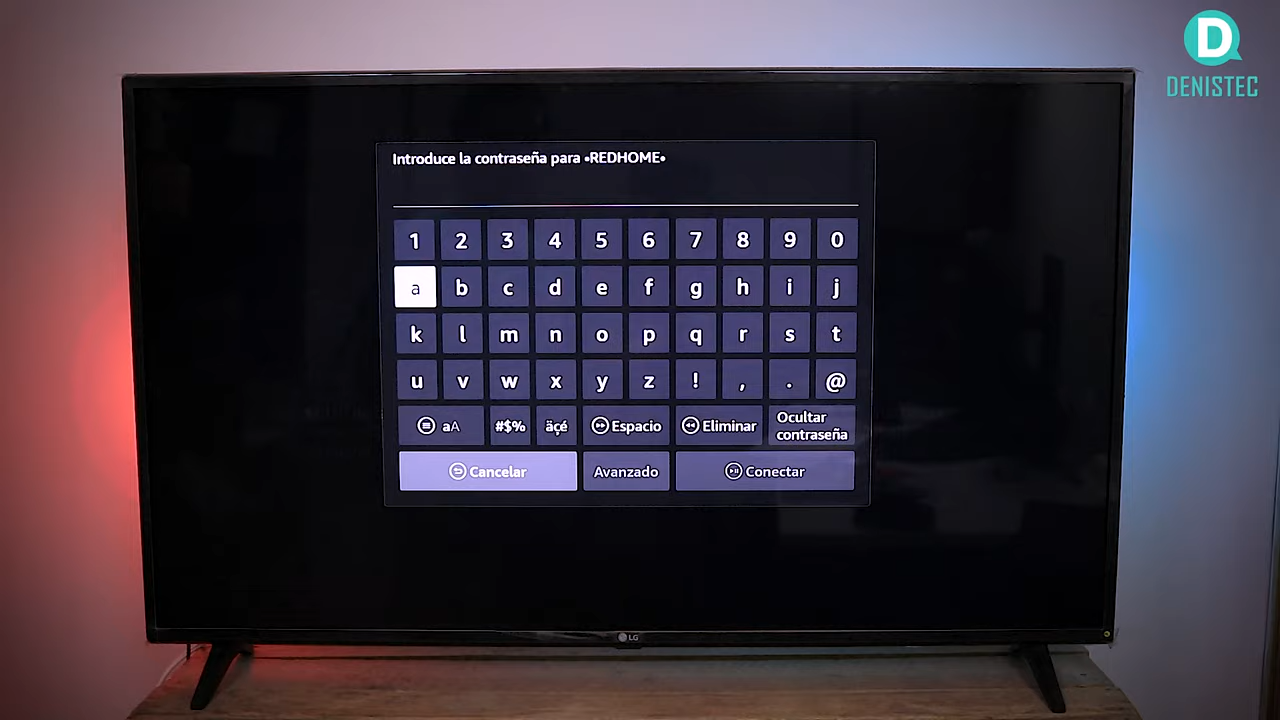 D
DENISTEC
Introduce la contraseña para •REDHOME•
1 2 3 4 5 6 7 8 9 0
a b c d e f g h i j
k l m n o p q r s t
u v w x y z ! , . @
aA #$% äçé Espacio Eliminar Ocultar
contraseña
Cancelar Avanzado Conectar
LG